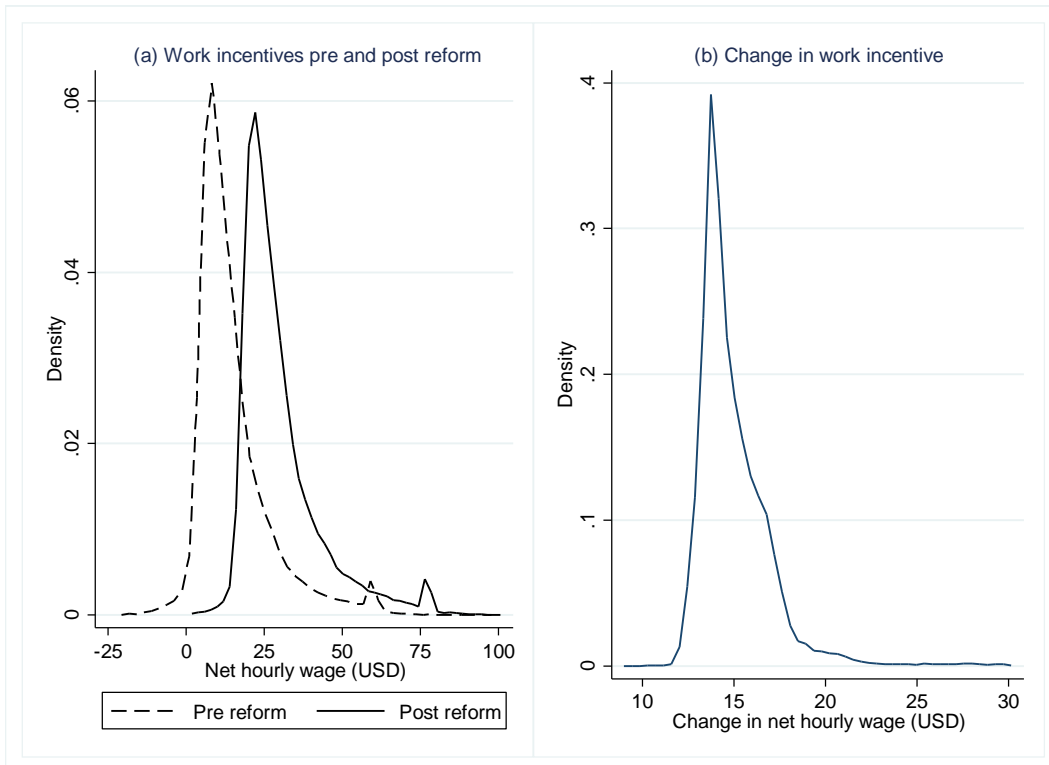 (a) Work incentives pre and post reform
Density
.06
.04
.02
0
-25 0 25 50 75 100
Net hourly wage (USD)
Pre reform Post reform
(b) Change in work incentive
Density
.4
.3
.2
.1
0
10 15 20 25 30
Change in net hourly wage (USD)